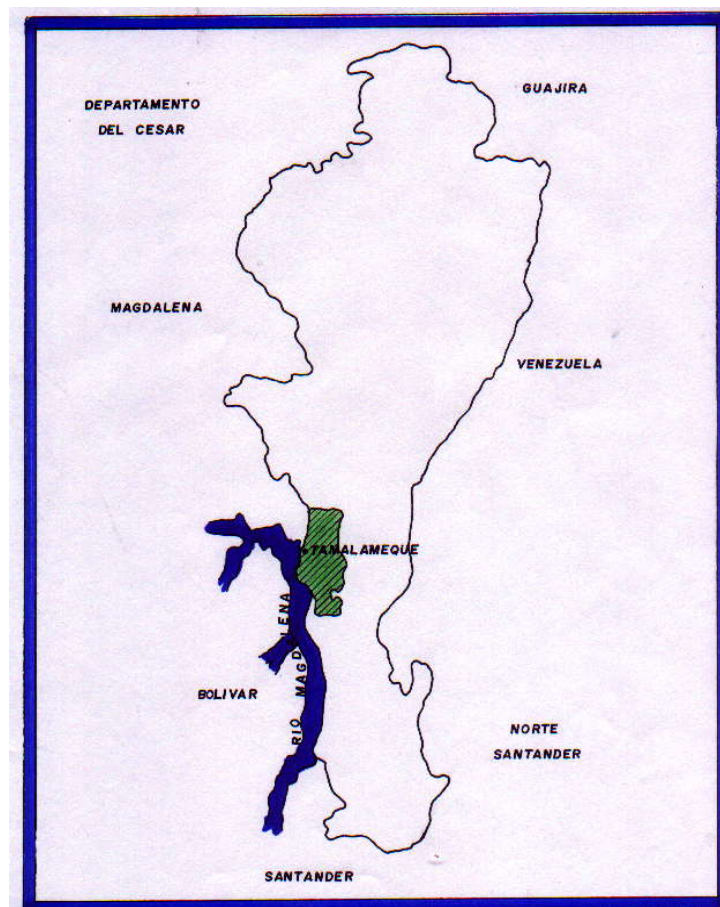 GUAJIRA
DEPARTAMENTO
DEL CESAR
MAGDALENA
VENEZUELA
TAMALAMEQUE
RIO MAGDALENA
BOLIVAR
NORTE
SANTANDER
SANTANDER